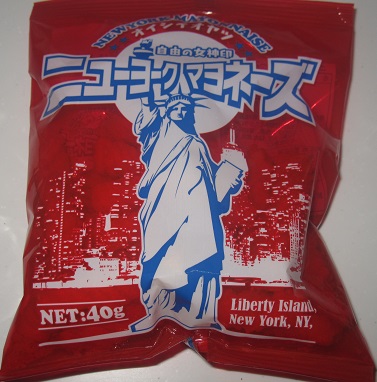 NEW YORK MAYONNAISE
オイシイオヤツ
自由の女神印
ニューヨークマヨネーズ
NET:40g
Liberty Island,
New York, NY,